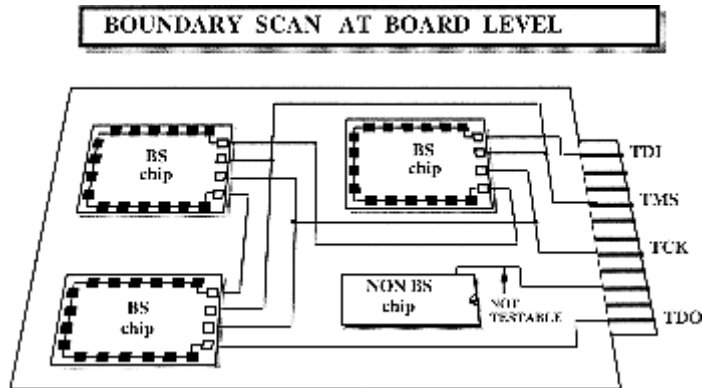 BOUNDARY SCAN AT BOARD LEVEL
BS
chip
BS
chip
TDI
TMS
TCK
BS
chip
NON BS
chip
NOT
TESTABLE
TDO